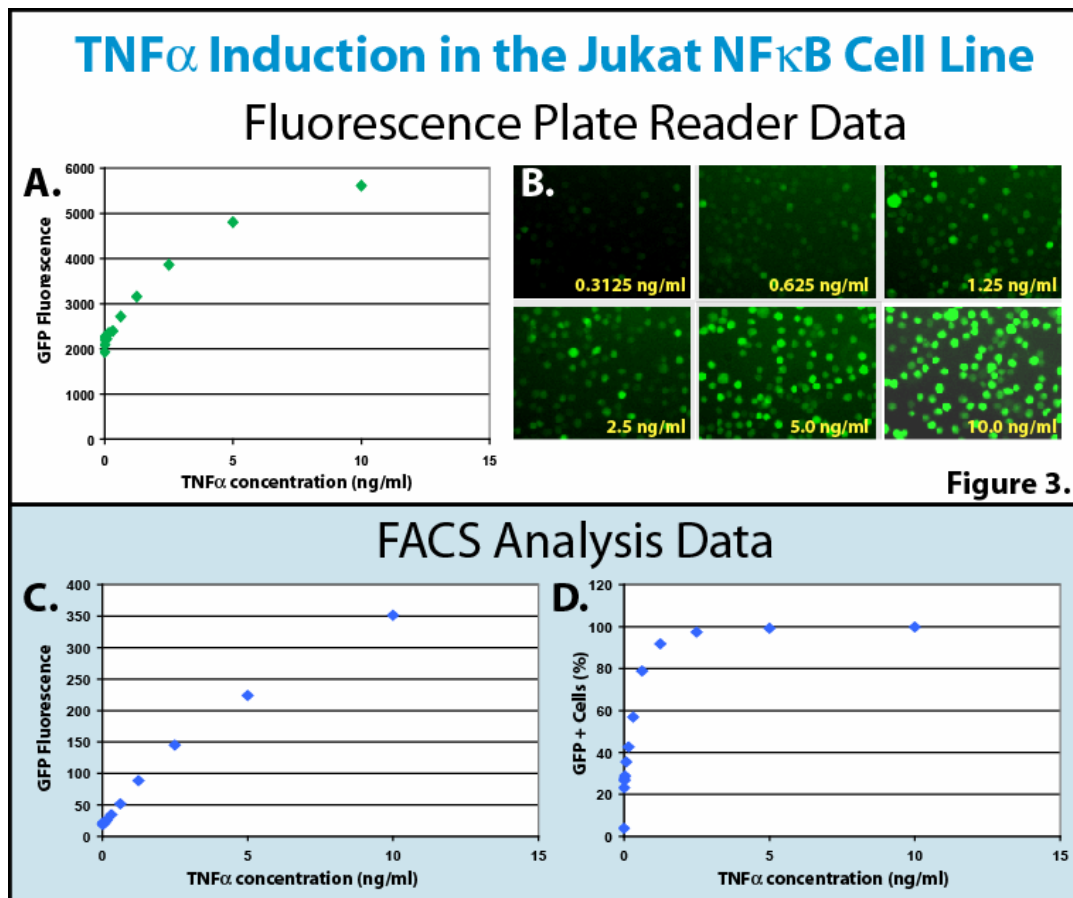 TNFα Induction in the Jukat NFκB Cell Line
Fluorescence Plate Reader Data
A.
6000
5000
4000
3000
2000
1000
0
GFP Fluorescence
0 5 10 15
TNFα concentration (ng/ml)
B.
0.3125 ng/ml
0.625 ng/ml
1.25 ng/ml
2.5 ng/ml
5.0 ng/ml
10.0 ng/ml
Figure 3.
FACS Analysis Data
C.
400
350
300
250
200
150
100
50
0
GFP Fluorescence
0 5 10 15
TNFα concentration (ng/ml)
D.
120
100
80
60
40
20
0
GFP + Cells (%)
0 5 10 15
TNFα concentration (ng/ml)